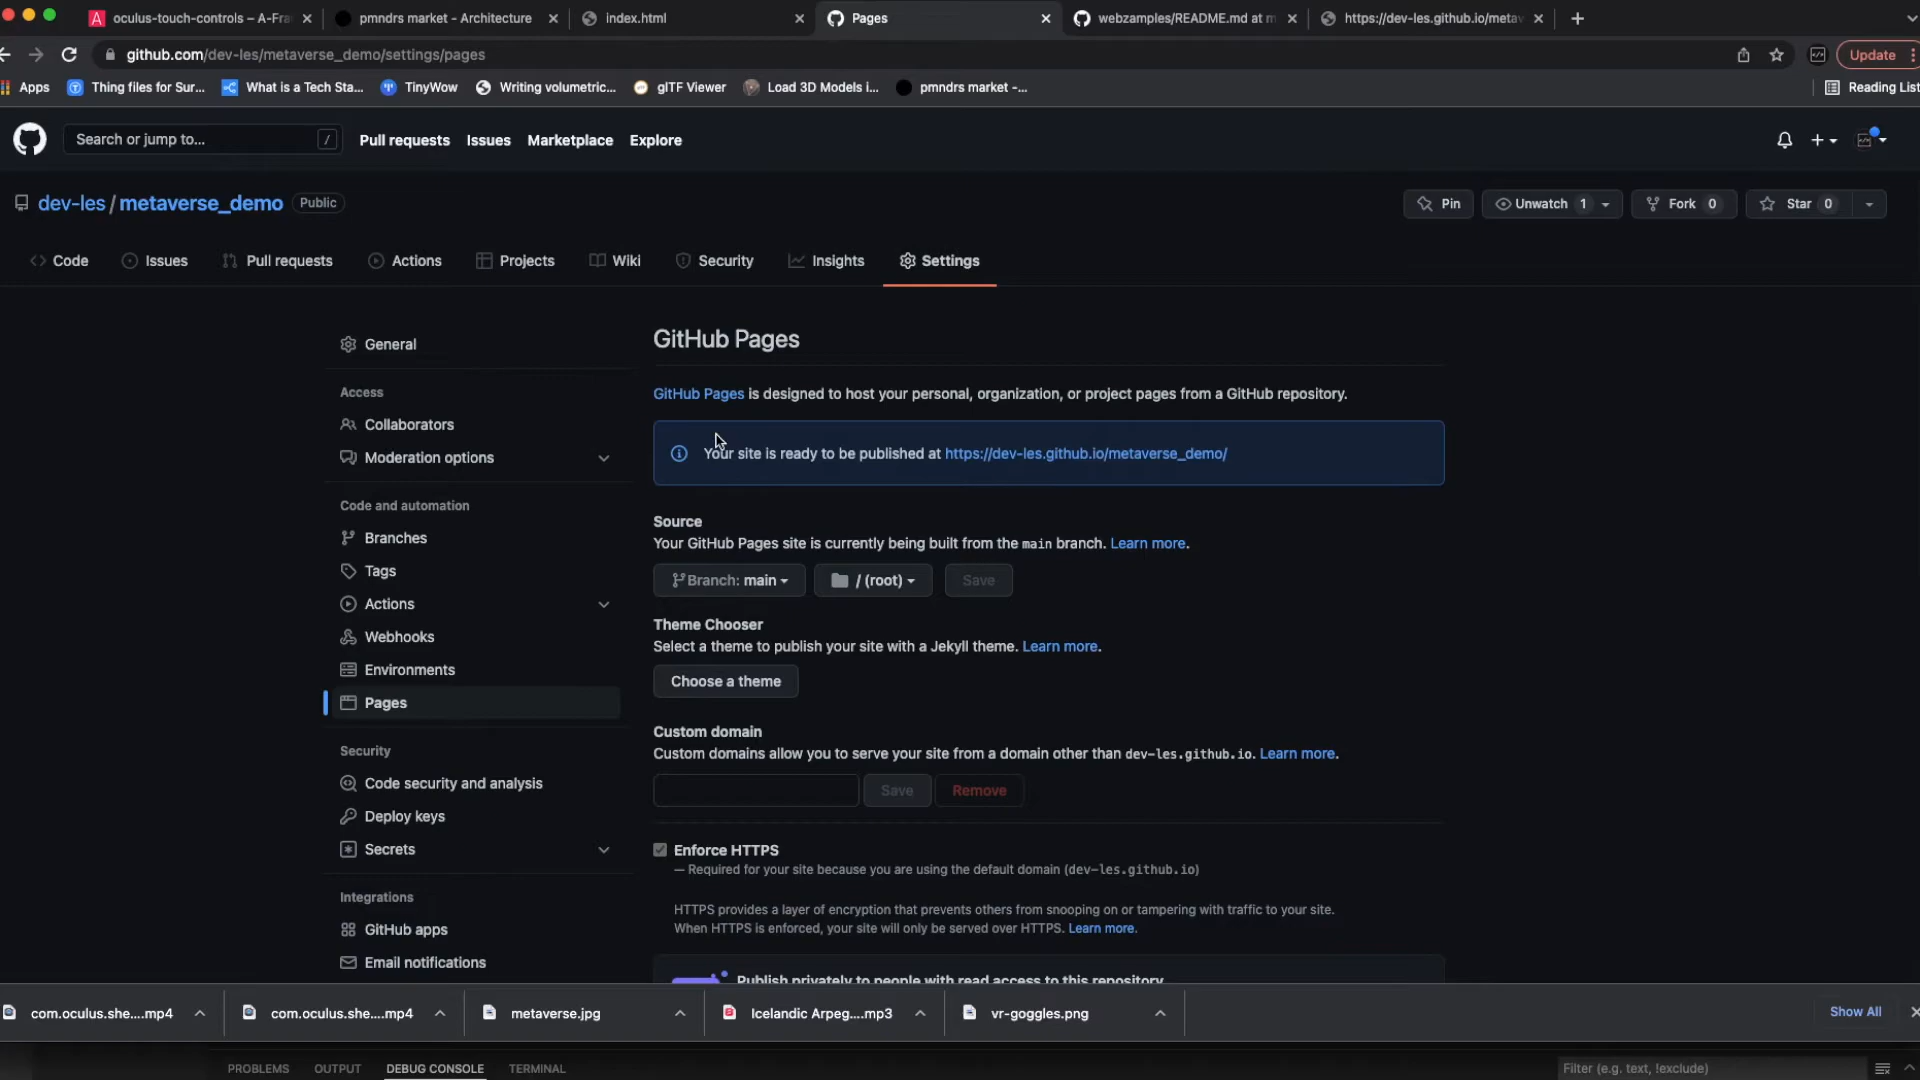 oculus-touch-controls – A-Fra
pmndrs market - Architecture
index.html
Pages
webzamples/README.md at m
https://dev-les.github.io/metav
github.com/dev-les/metaverse_demo/settings/pages
Update
Apps
Thing files for Sur...
What is a Tech Sta...
TinyWow
Writing volumetric...
glTF Viewer
Load 3D Models i...
pmndrs market -...
Reading List
Search or jump to...
/
Pull requests
Issues
Marketplace
Explore
dev-les / metaverse_demo
Public
Pin
Unwatch 1
Fork 0
Star 0
Code
Issues
Pull requests
Actions
Projects
Wiki
Security
Insights
Settings
General
Access
Collaborators
Moderation options
Code and automation
Branches
Tags
Actions
Webhooks
Environments
Pages
Security
Code security and analysis
Deploy keys
Secrets
Integrations
GitHub apps
Email notifications
GitHub Pages
GitHub Pages is designed to host your personal, organization, or project pages from a GitHub repository.
Your site is ready to be published at https://dev-les.github.io/metaverse_demo/
Source
Your GitHub Pages site is currently being built from the main branch. Learn more.
Branch: main
/ (root)
Save
Theme Chooser
Select a theme to publish your site with a Jekyll theme. Learn more.
Choose a theme
Custom domain
Custom domains allow you to serve your site from a domain other than dev-les.github.io. Learn more.
Save
Remove
Enforce HTTPS
— Required for your site because you are using the default domain (dev-les.github.io)
HTTPS provides a layer of encryption that prevents others from snooping on or tampering with traffic to your site.
When HTTPS is enforced, your site will only be served over HTTPS. Learn more.
Publish privately to people with read access to this repository
com.oculus.she....mp4
com.oculus.she....mp4
metaverse.jpg
Icelandic Arpeg....mp3
vr-goggles.png
Show All
PROBLEMS
OUTPUT
DEBUG CONSOLE
TERMINAL
Filter (e.g. text, !exclude)